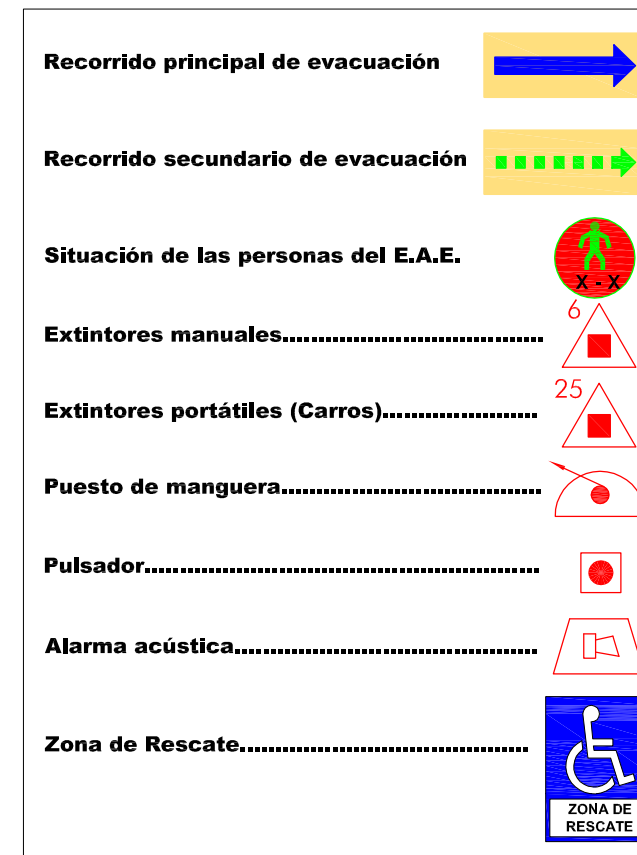 Recorrido principal de evacuación
Recorrido secundario de evacuación
Situación de las personas del E.A.E.
X - X
Extintores manuales....................................... 6
Extintores portátiles (Carros)....................... 25
Puesto de manguera.......................................
Pulsador...........................................................
Alarma acústica..............................................
Zona de Rescate...........................................
ZONA DE
RESCATE